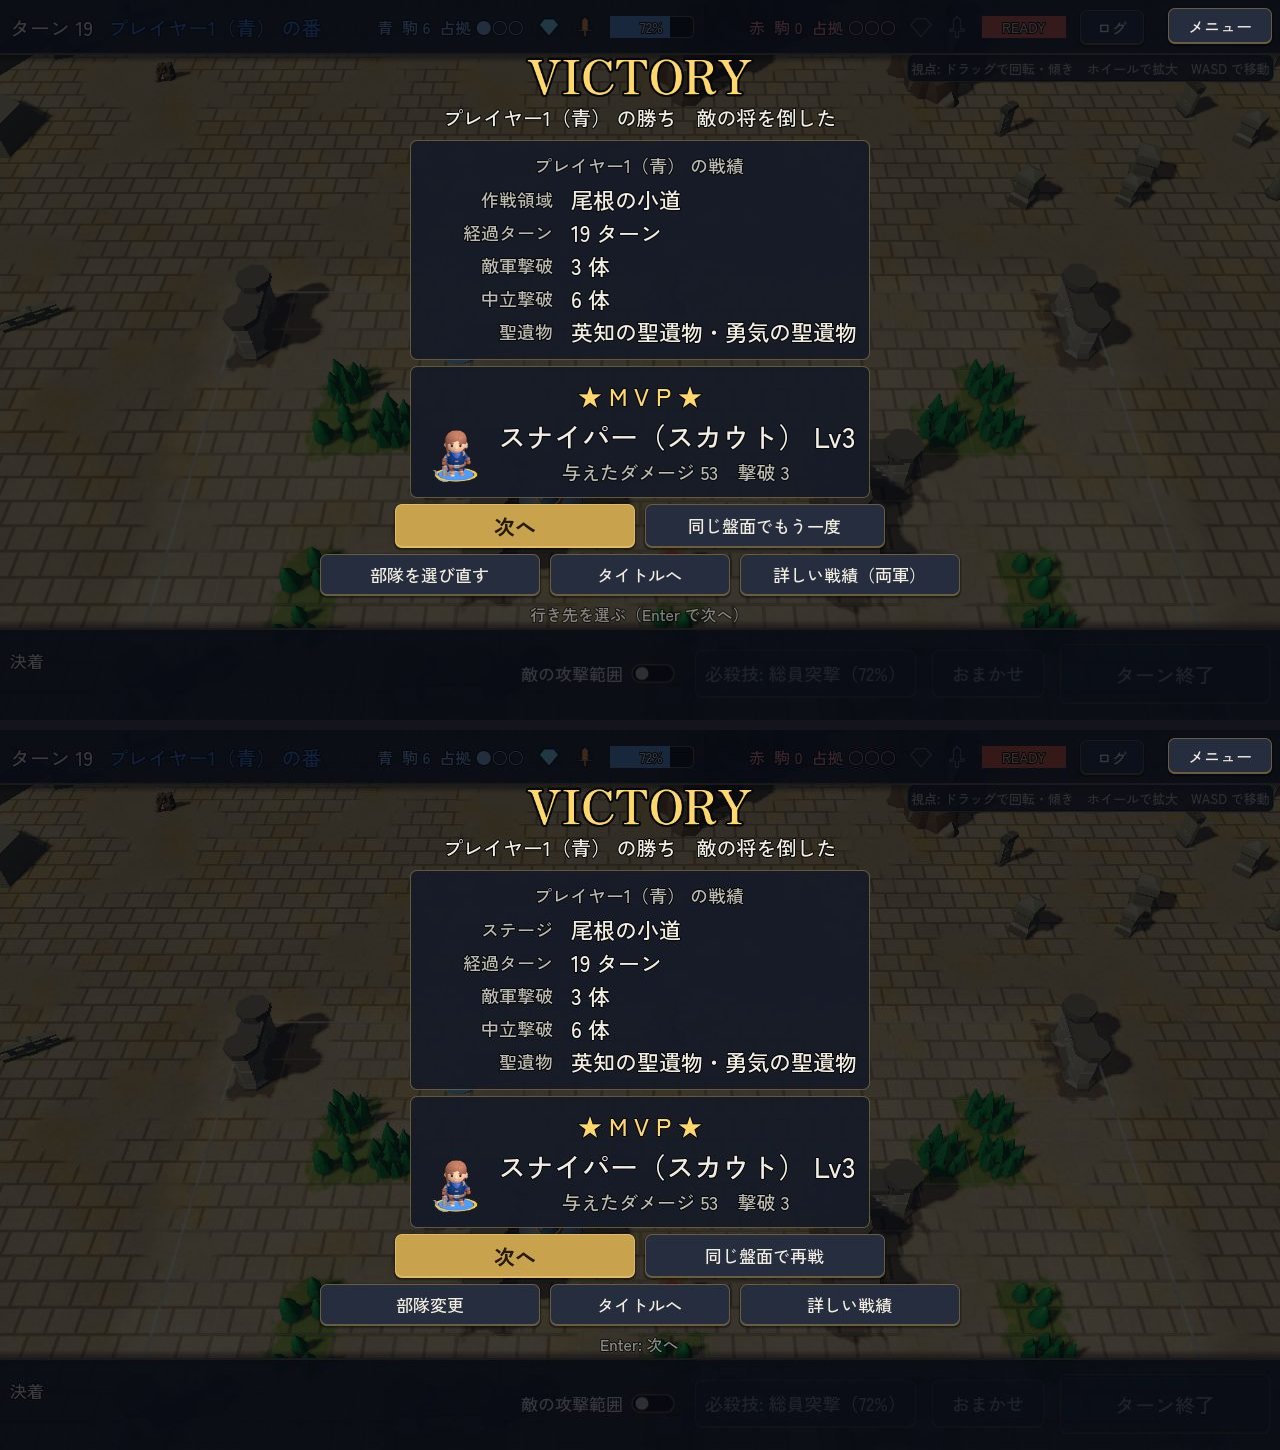 ターン 19 プレイヤー1（青） の番 青 駒 6 占拠 ●○○ 72% 赤 駒 0 占拠 ○○○ READY ログ メニュー
視点: ドラッグで回転・傾き ホイールで拡大 WASD で移動
VICTORY
プレイヤー1（青） の勝ち 敵の将を倒した
プレイヤー1（青） の戦績
作戦領域 尾根の小道
経過ターン 19 ターン
敵軍撃破 3 体
中立撃破 6 体
聖遺物 英知の聖遺物・勇気の聖遺物
★ M V P ★
スナイパー（スカウト） Lv3
与えたダメージ 53 撃破 3
次へ 同じ盤面でもう一度
部隊を選び直す タイトルへ 詳しい戦績（両軍）
行き先を選ぶ（Enter で次へ）
決着
敵の攻撃範囲 必殺技: 総員突撃（72%） おまかせ ターン終了
ターン 19 プレイヤー1（青） の番 青 駒 6 占拠 ●○○ 72% 赤 駒 0 占拠 ○○○ READY ログ メニュー
視点: ドラッグで回転・傾き ホイールで拡大 WASD で移動
VICTORY
プレイヤー1（青） の勝ち 敵の将を倒した
プレイヤー1（青） の戦績
ステージ 尾根の小道
経過ターン 19 ターン
敵軍撃破 3 体
中立撃破 6 体
聖遺物 英知の聖遺物・勇気の聖遺物
★ M V P ★
スナイパー（スカウト） Lv3
与えたダメージ 53 撃破 3
次へ 同じ盤面で再戦
部隊変更 タイトルへ 詳しい戦績
Enter: 次へ
決着
敵の攻撃範囲 必殺技: 総員突撃（72%） おまかせ ターン終了